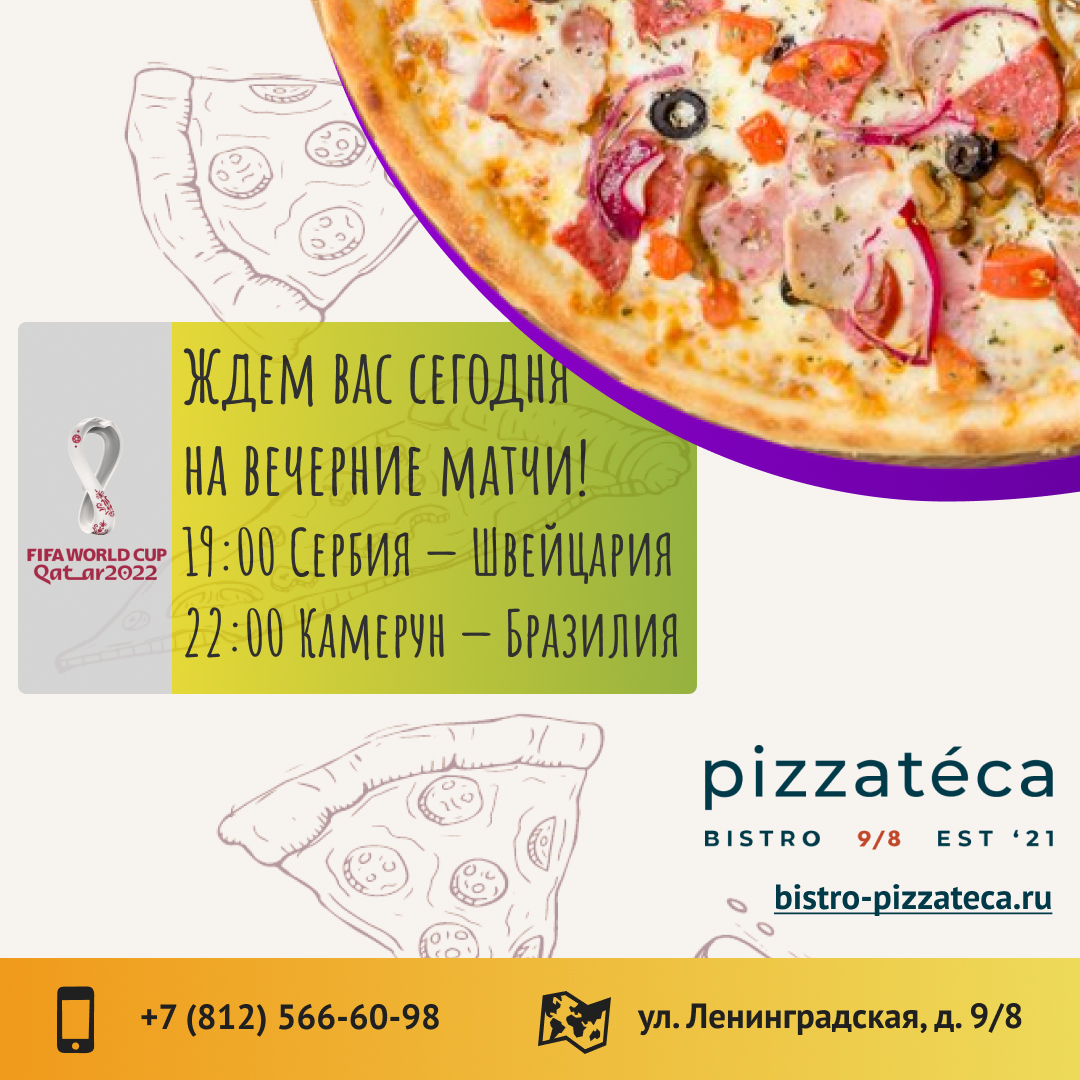 Ждем вас сегодня
на вечерние матчи!
19:00 Сербия — Швейцария
22:00 Камерун — Бразилия
FIFA WORLD CUP
Qatar2022
pizzatéca
BISTRO 9/8 EST ‘21
bistro-pizzateca.ru
+7 (812) 566-60-98
ул. Ленинградская, д. 9/8